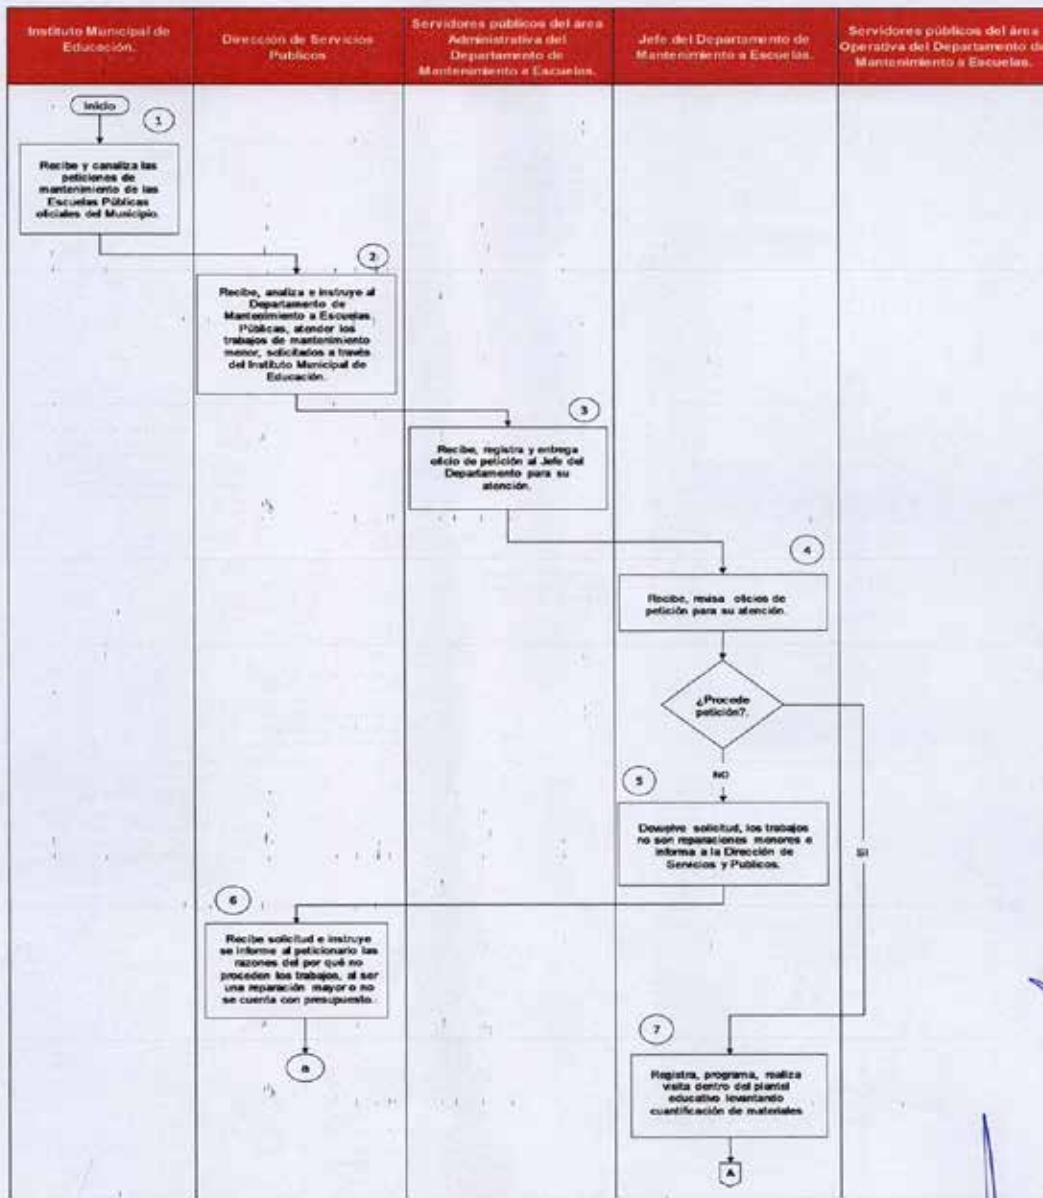 Instituto Municipal de
Educación.
Dirección de Servicios
Publicos
Servidores públicos del área
Administrativa del
Departamento de
Mantenimiento a Escuelas.
Jefe del Departamento de
Mantenimiento a Escuelas.
Servidores públicos del área
Operativa del Departamento de
Mantenimiento a Escuelas.
Inicio
1
Recibe y canaliza las
peticiones de
mantenimiento de las
Escuelas Públicas
oficiales del Municipio.
2
Recibe, analiza e instruye al
Departamento de
Mantenimiento a Escuelas
Públicas, atender los
trabajos de mantenimiento
menor, solicitados a través
del Instituto Municipal de
Educación.
3
Recibe, registra y entrega
oficio de petición al Jefe del
Departamento para su
atención.
4
Recibe, revisa oficios de
petición para su atención.
¿Procede
petición?.
NO
SI
5
Devuelve solicitud, los trabajos
no son reparaciones menores e
informa a la Dirección de
Servicios y Publicos.
6
Recibe solicitud e instruye
se informe al peticionario las
razones del por qué no
proceden los trabajos, al ser
una reparación mayor o no
se cuenta con presupuesto.
a
7
Registra, programa, realiza
visita dentro del plantel
educativo levantando
cuantificación de materiales
A